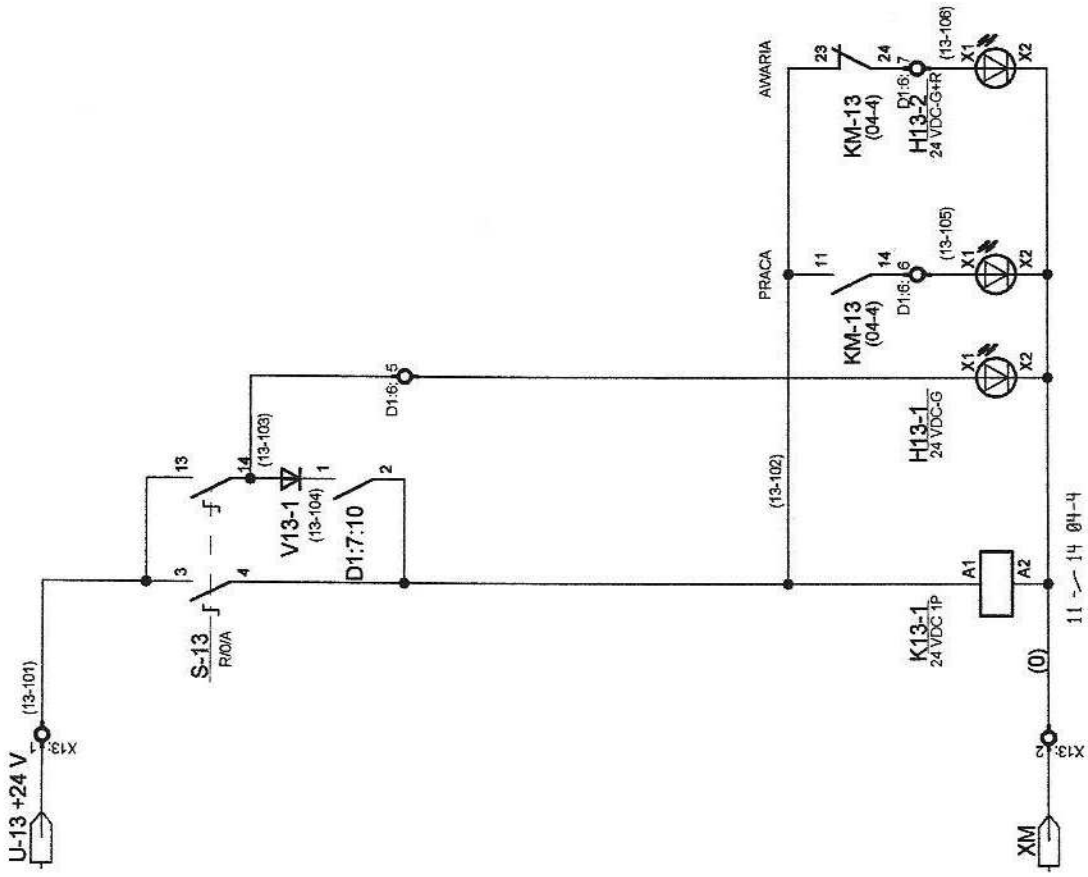 U-13 +24 V
X13: 1
(13-101)
S-13
R/0/A
3
4
13
14
(13-103)
V13-1
(13-104)
1
D1:7:10
2
D1:6: 5
(13-102)
PRACA
AWARIA
11
14
KM-13
(04-4)
D1:6: 6
(13-105)
23
24
KM-13
(04-4)
D1:6: 7
(13-106)
H13-2
24 VDC-G+R
K13-1
24 VDC 1P
A1
A2
H13-1
24 VDC-G
X1
X2
X1
X2
X1
X2
XM
X13: 2
(0)
11 14 04-4